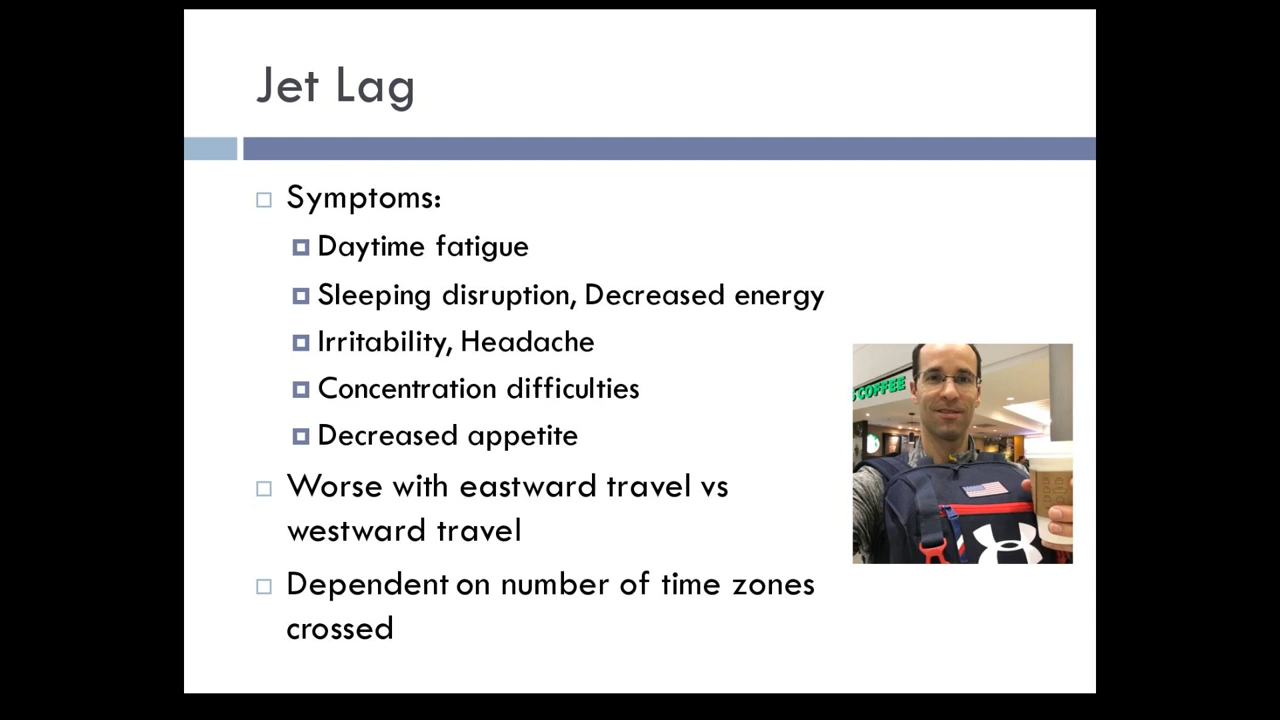 Jet Lag
Symptoms:
Daytime fatigue
Sleeping disruption, Decreased energy
Irritability, Headache
Concentration difficulties
Decreased appetite
Worse with eastward travel vs
westward travel
Dependent on number of time zones
crossed
COFFEE